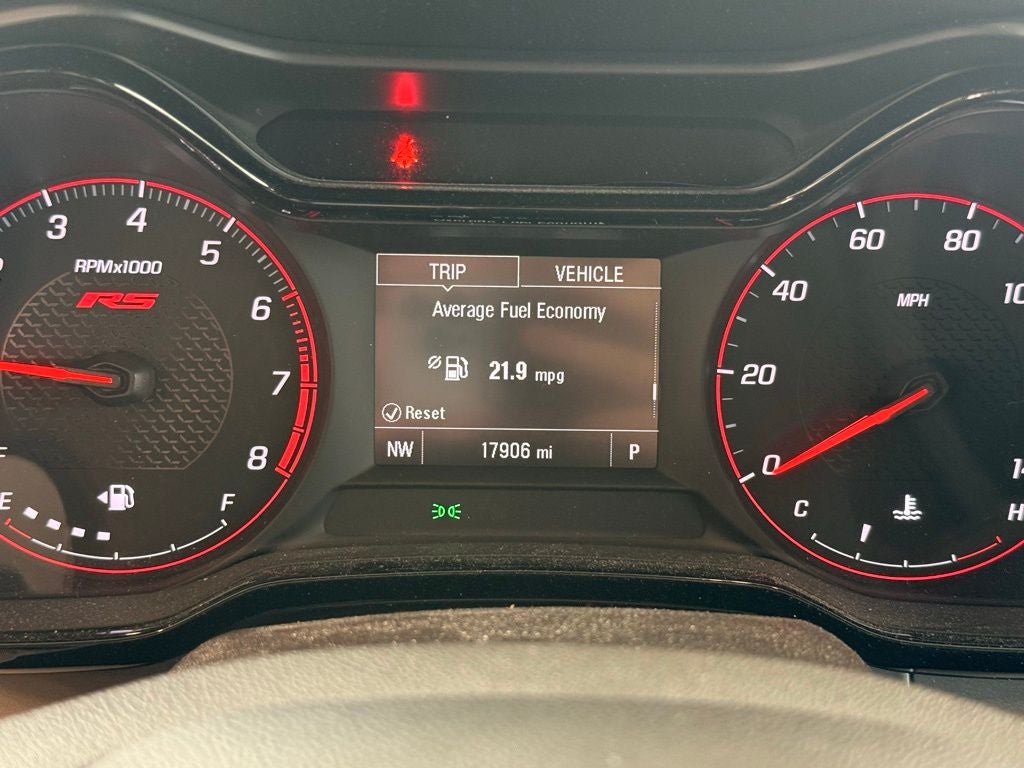 3
4
5
6
7
8
RPMx1000
RS
E
F
TRIP
VEHICLE
Average Fuel Economy
21.9 mpg
Reset
NW
17906 mi
P
0
20
40
60
80
MPH
C
H